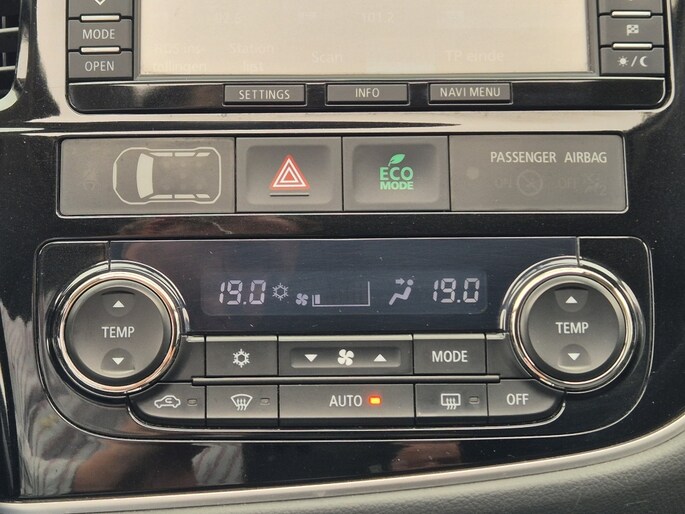 MODE
OPEN
Scan
SETTINGS
INFO
NAVI MENU
ECO
MODE
PASSENGER AIRBAG
19.0
19.0
TEMP
MODE
TEMP
AUTO
OFF